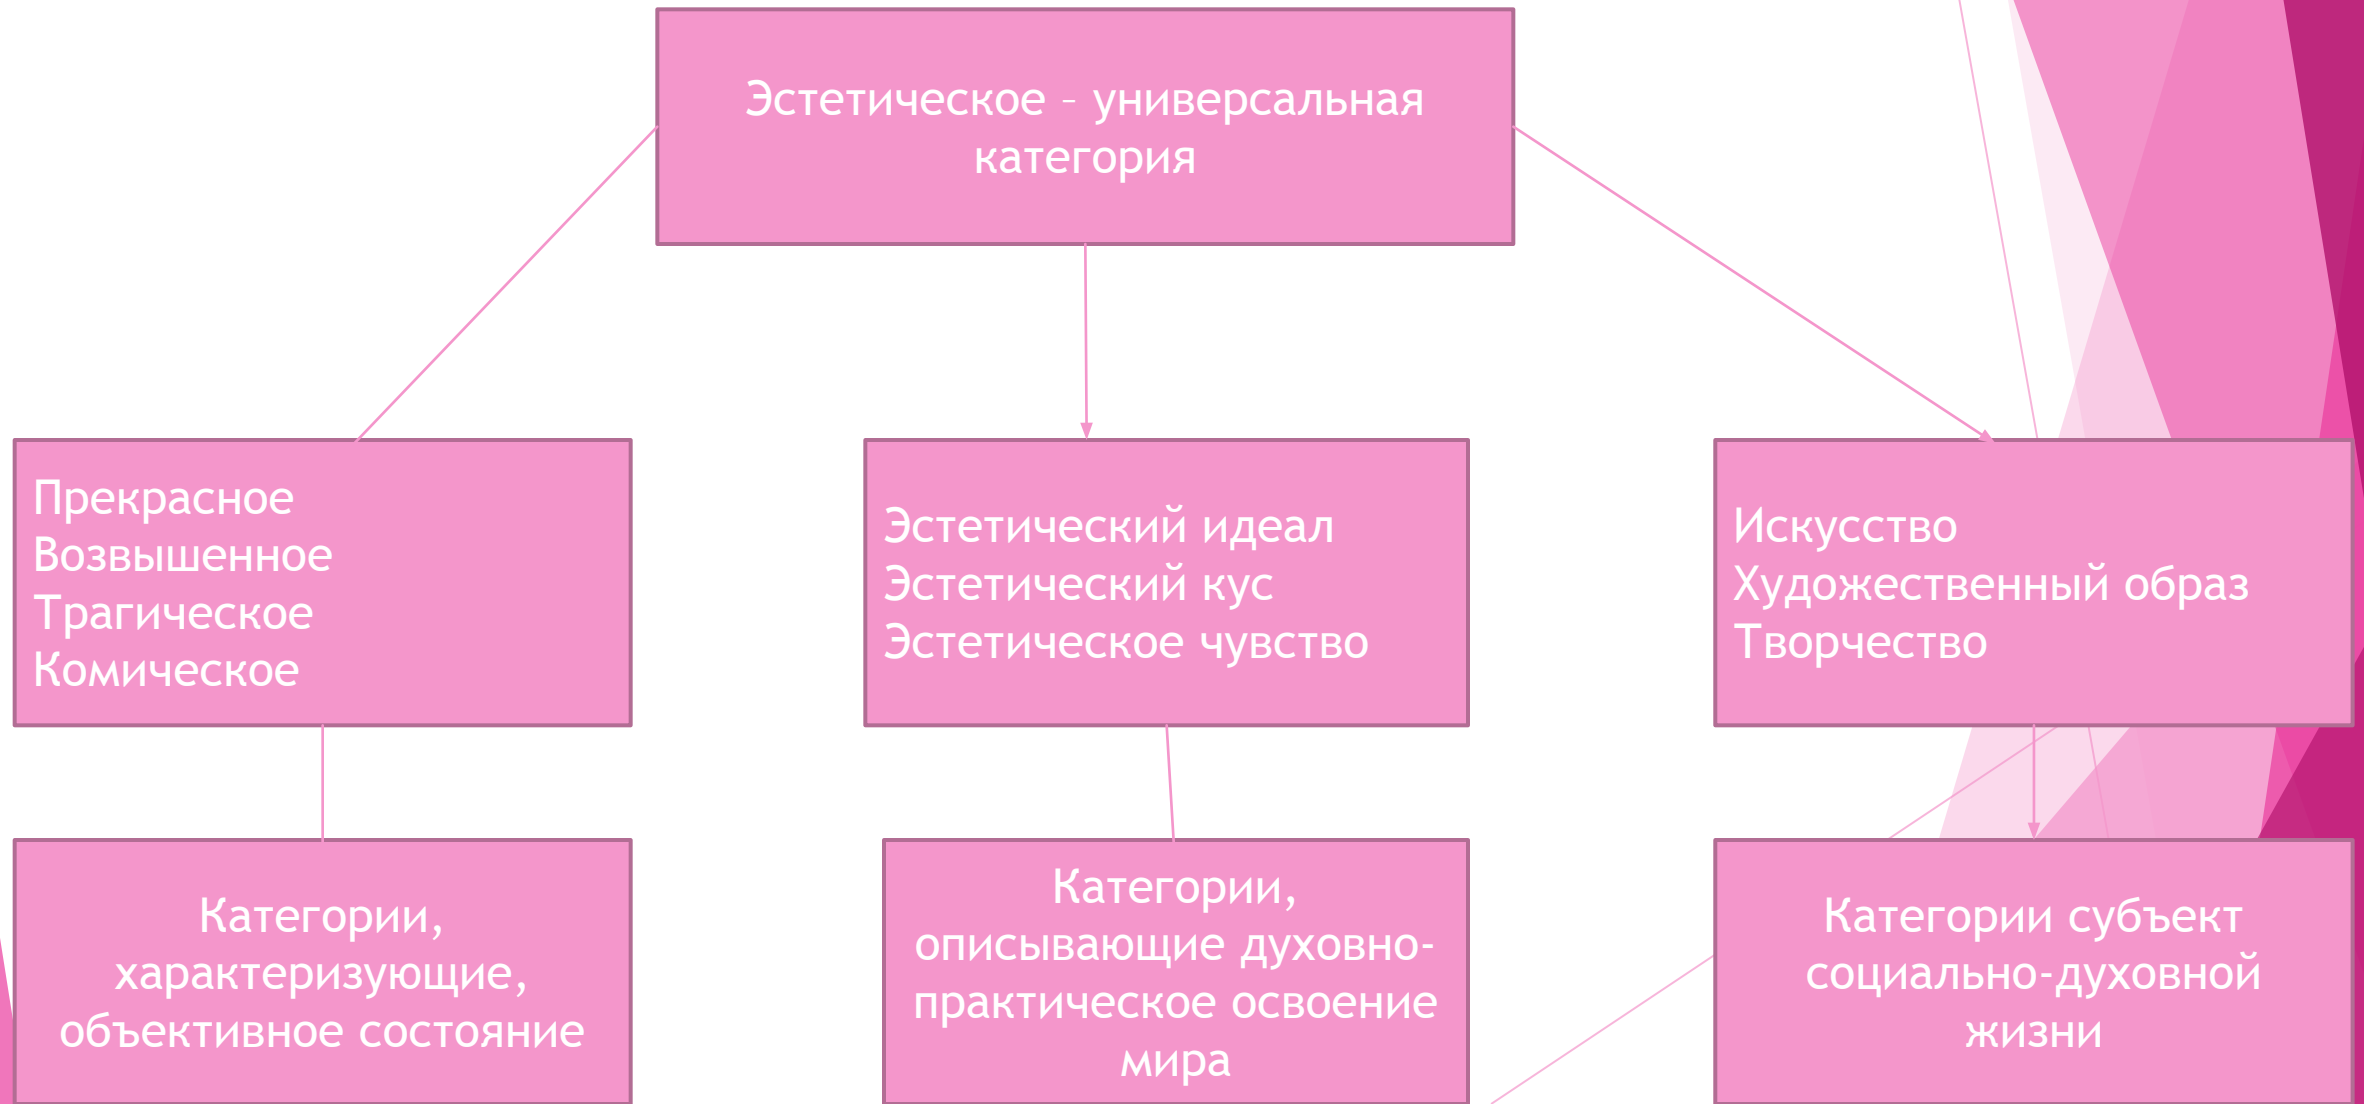 Эстетическое – универсальная
категория
Прекрасное
Возвышенное
Трагическое
Комическое
Эстетический идеал
Эстетический кус
Эстетическое чувство
Искусство
Художественный образ
Творчество
Категории,
характеризующие,
объективное состояние
Категории,
описывающие духовно-
практическое освоение
мира
Категории субъект
социально-духовной
жизни